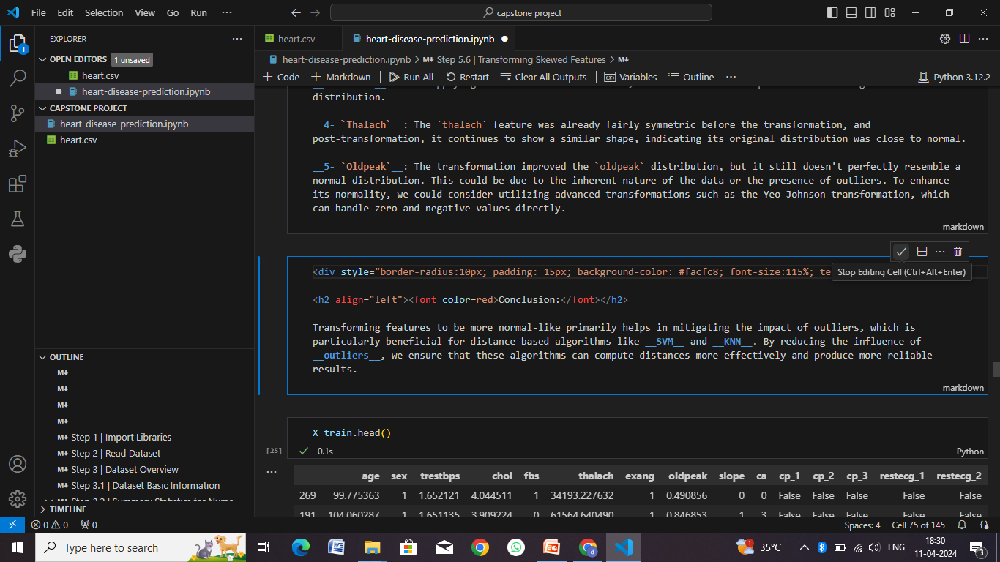 File Edit Selection View Go Run ···
capstone project
EXPLORER ···
OPEN EDITORS 1 unsaved
heart.csv
heart-disease-prediction.ipynb
CAPSTONE PROJECT
heart-disease-prediction.ipynb
heart.csv
OUTLINE
M↓
M↓
M↓
M↓
M↓ Step 1 | Import Libraries
M↓ Step 2 | Read Dataset
M↓ Step 3 | Dataset Overview
M↓ Step 3.1 | Dataset Basic Information
TIMELINE
heart.csv
heart-disease-prediction.ipynb
heart-disease-prediction.ipynb > M↓ Step 5.6 | Transforming Skewed Features > M↓
+ Code + Markdown | Run All Restart Clear All Outputs | Variables Outline ···
Python 3.12.2
distribution.
__4- `Thalach`__: The `thalach` feature was already fairly symmetric before the transformation, and
post-transformation, it continues to show a similar shape, indicating its original distribution was close to normal.
__5- `Oldpeak`__: The transformation improved the `oldpeak` distribution, but it still doesn't perfectly resemble a
normal distribution. This could be due to the inherent nature of the data or the presence of outliers. To enhance
its normality, we could consider utilizing advanced transformations such as the Yeo-Johnson transformation, which
can handle zero and negative values directly.
markdown
<div style="border-radius:10px; padding: 15px; background-color: #facfc8; font-size:115%; te
Stop Editing Cell (Ctrl+Alt+Enter)
<h2 align="left"><font color=red>Conclusion:</font></h2>
Transforming features to be more normal-like primarily helps in mitigating the impact of outliers, which is
particularly beneficial for distance-based algorithms like __SVM__ and __KNN__. By reducing the influence of
__outliers__, we ensure that these algorithms can compute distances more effectively and produce more reliable
results.
markdown
X_train.head()
[25] 0.1s Python
age sex trestbps chol fbs thalach exang oldpeak slope ca cp_1 cp_2 cp_3 restecg_1 restecg_2
269 99.775363 1 1.652121 4.044511 1 34193.227632 1 0.490856 0 0 False False False False False
191 104.060287 1 1.651135 3.909224 0 61564.640490 1 0.846853 1 3 False False False False False
0 0 0
Spaces: 4 Cell 75 of 145
1
Type here to search
35°C
ENG
18:30
11-04-2024
3